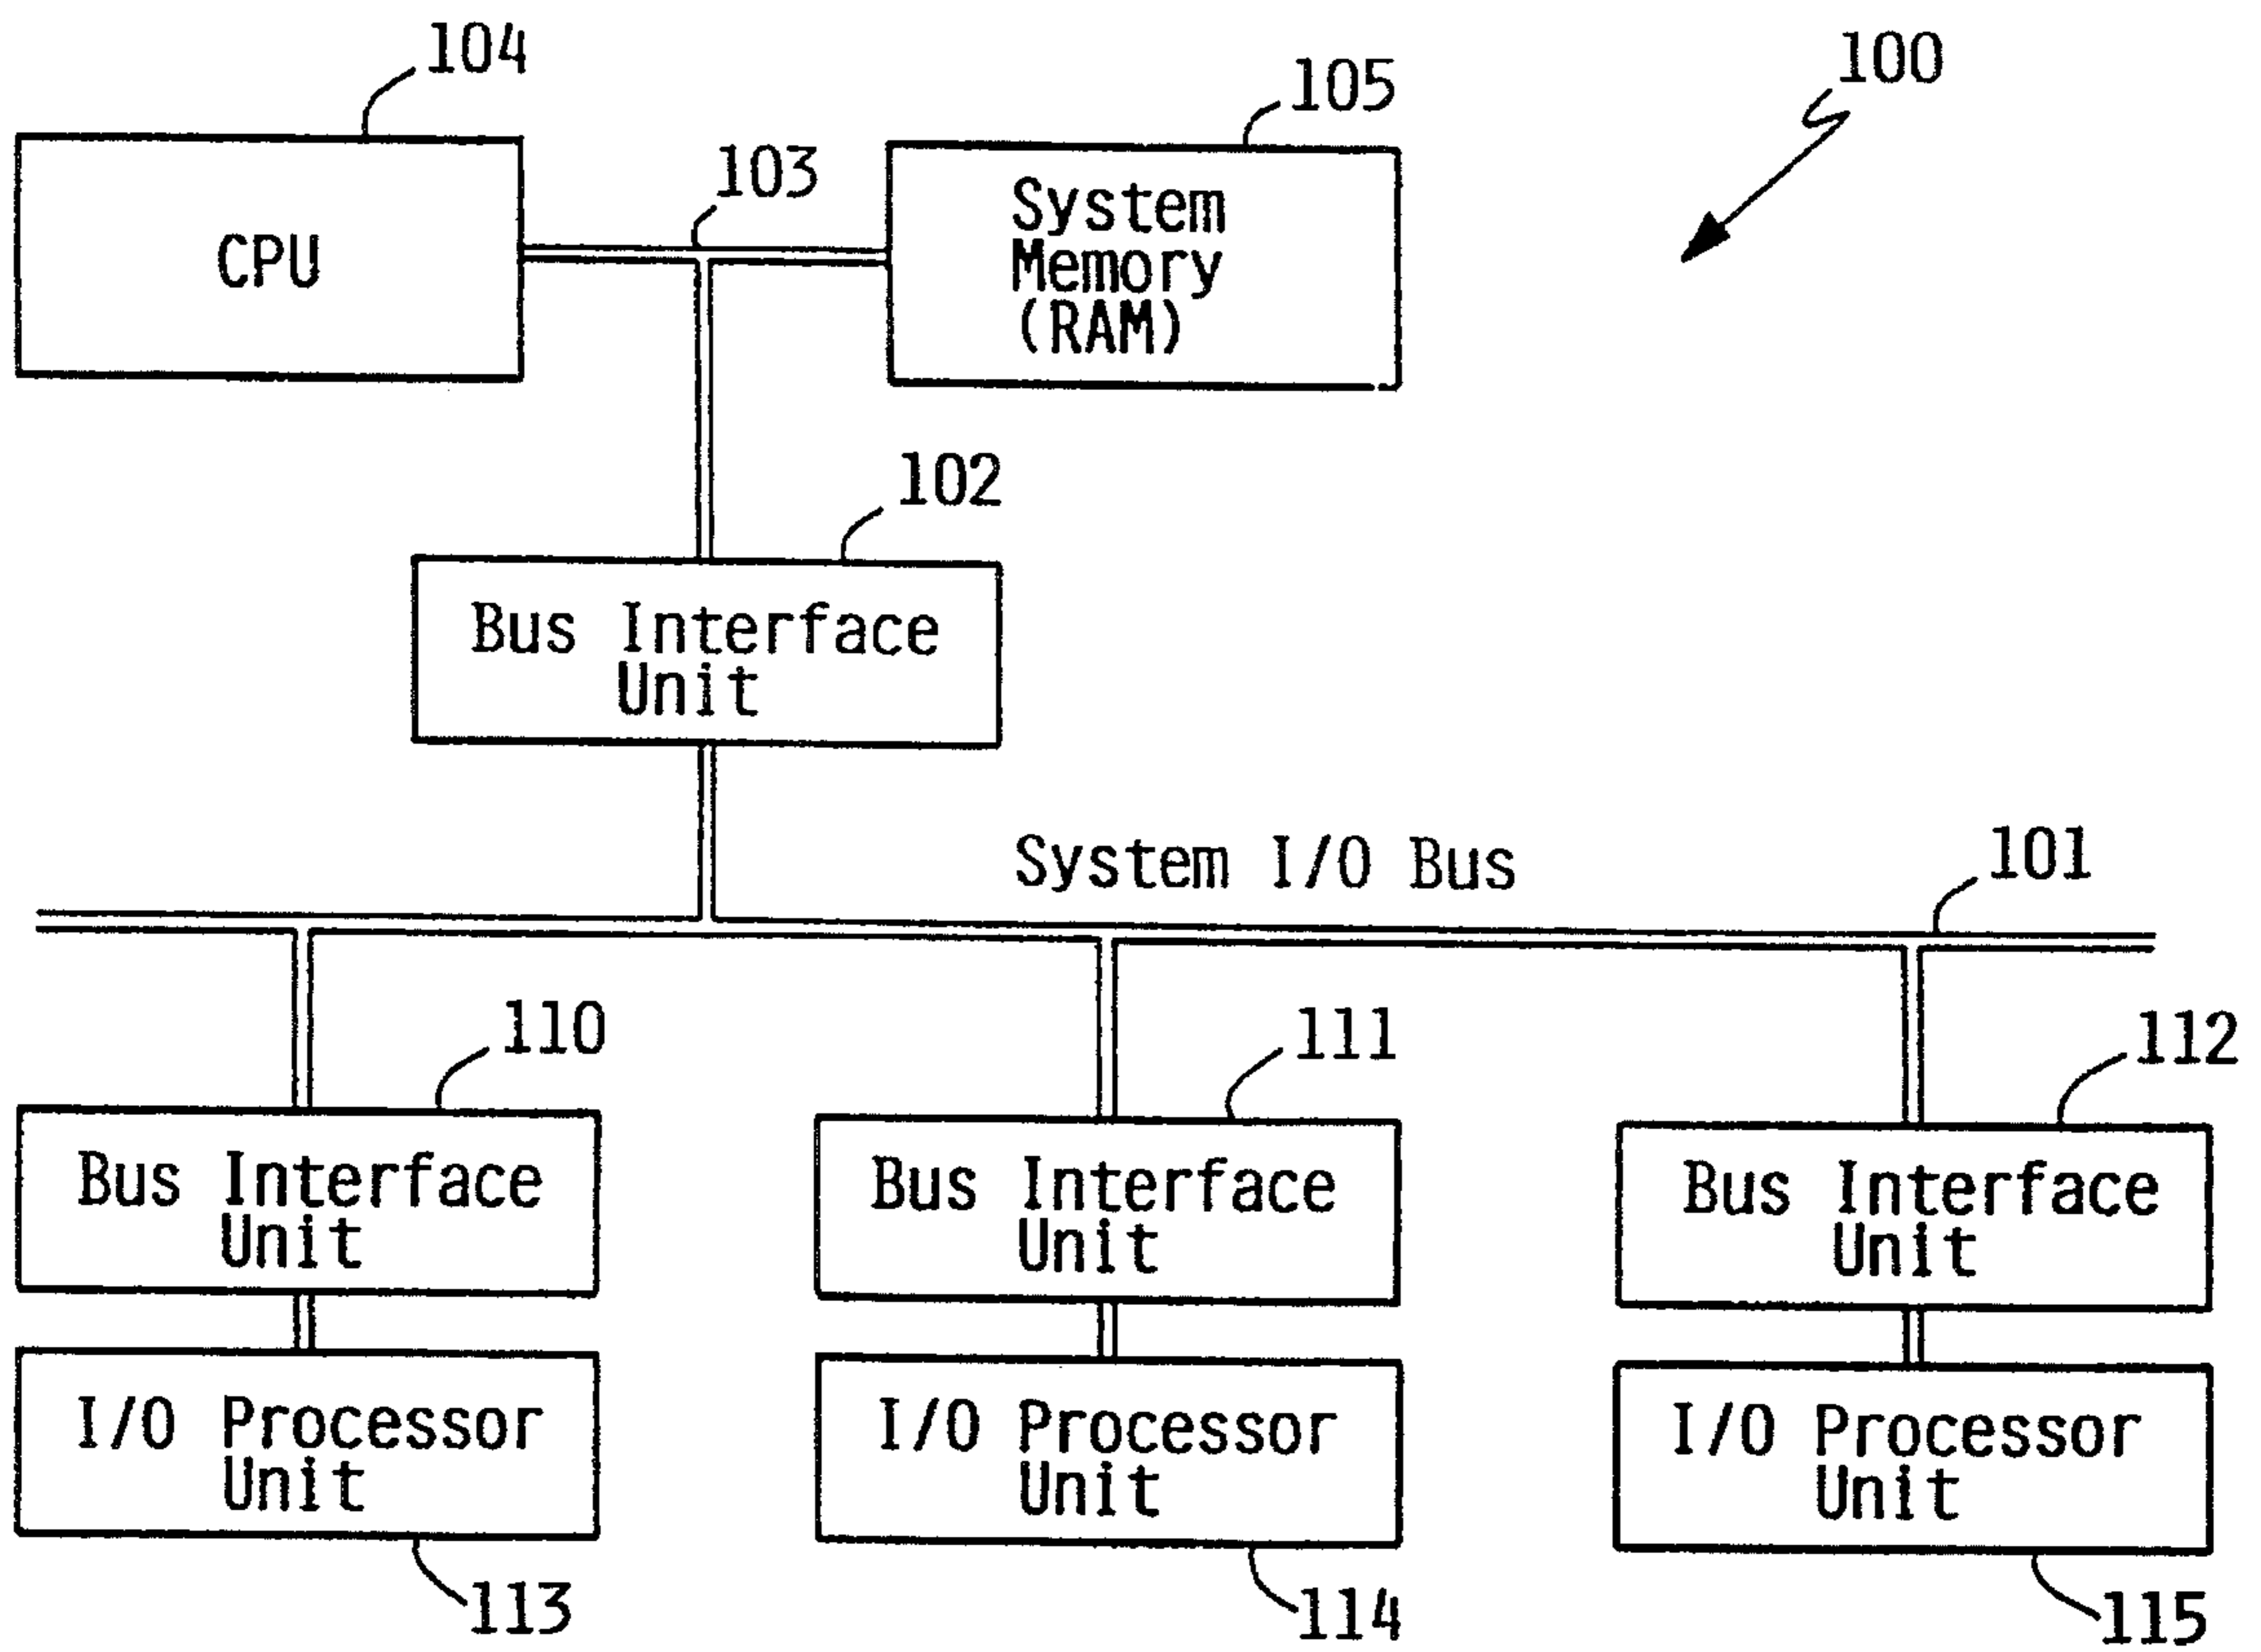 104
105
100
103
CPU
System
Memory
(RAM)
102
Bus Interface
Unit
System I/O Bus
101
110
111
112
Bus Interface
Unit
Bus Interface
Unit
Bus Interface
Unit
I/O Processor
Unit
I/O Processor
Unit
I/O Processor
Unit
113
114
115